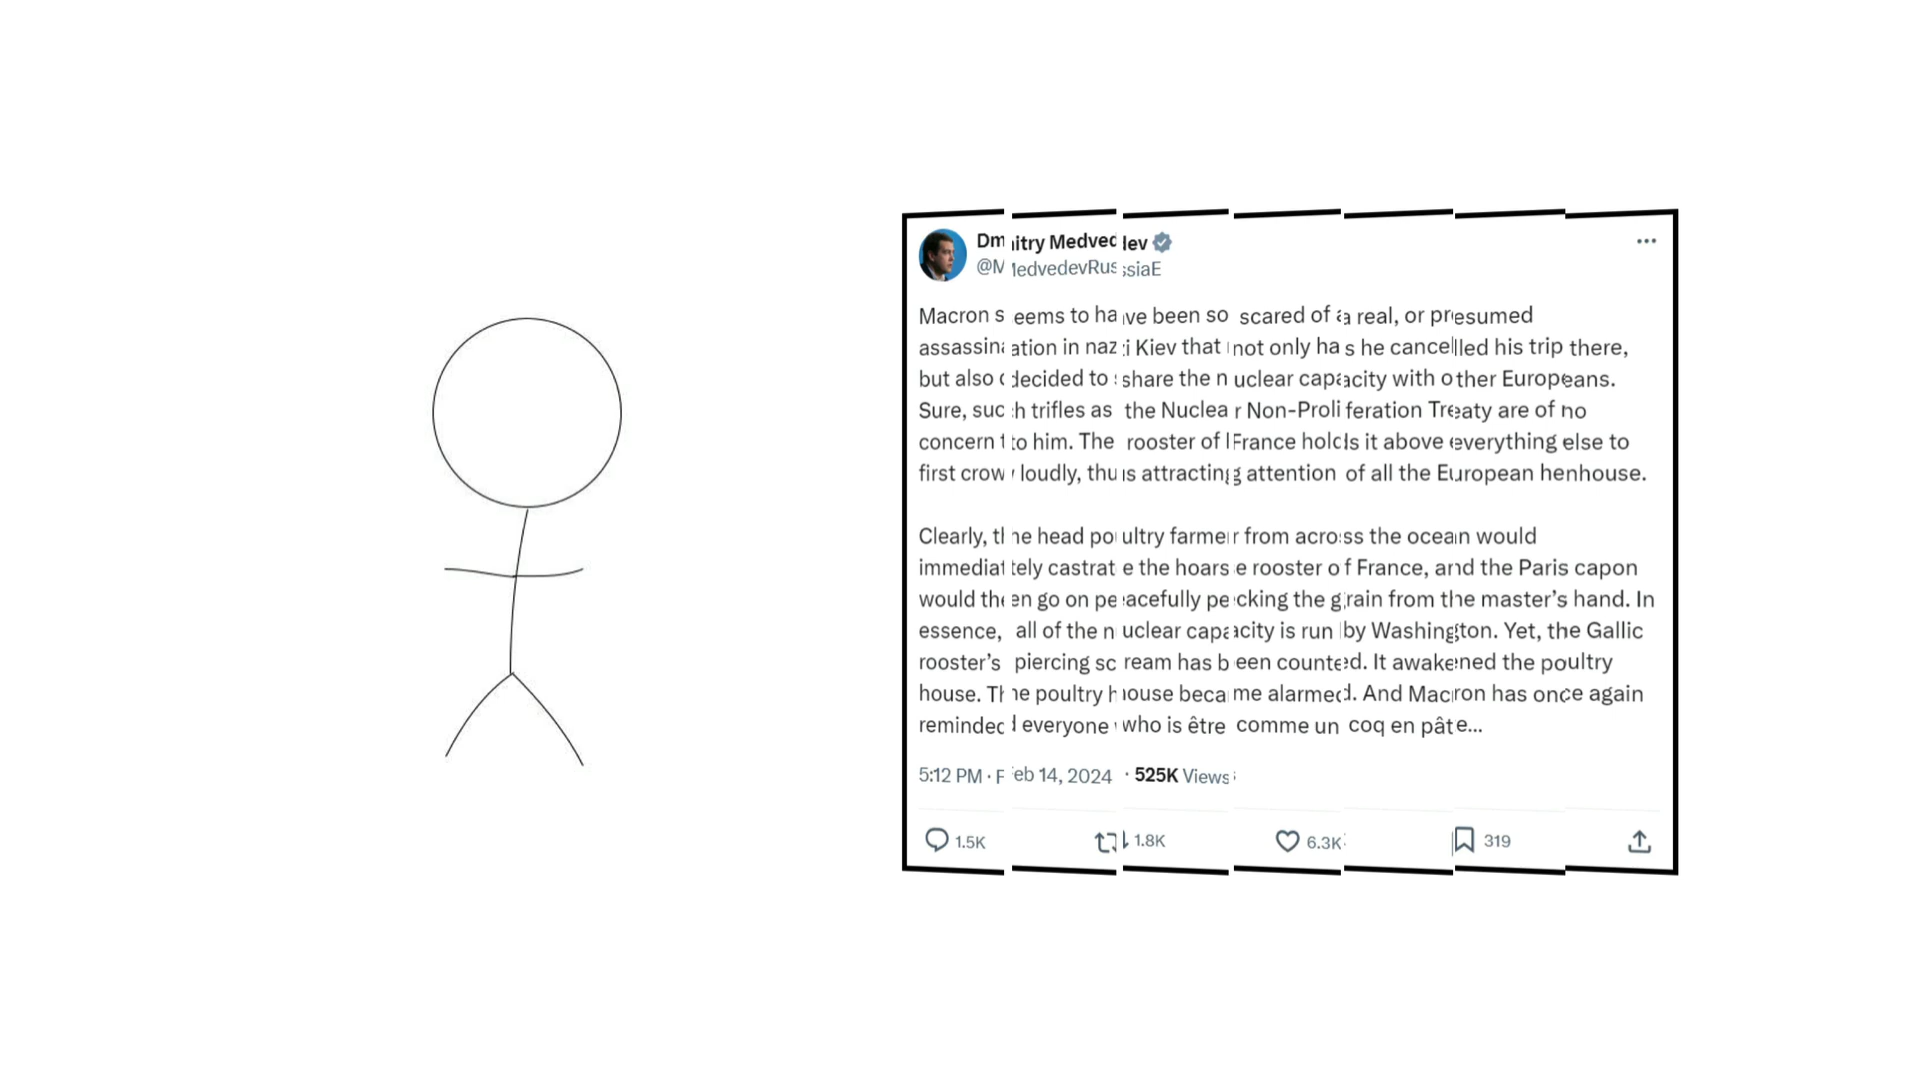 Dmitry Medvedev
@MedvedevRussiaE
Macron seems to have been so scared of a real, or presumed
assassination in nazi Kiev that not only has he cancelled his trip there,
but also decided to share the nuclear capacity with other Europeans.
Sure, such trifles as the Nuclear Non-Proliferation Treaty are of no
concern to him. The rooster of France holds it above everything else to
first crow loudly, thus attracting attention of all the European henhouse.
Clearly, the head poultry farmer from across the ocean would
immediately castrate the hoarse rooster of France, and the Paris capon
would then go on peacefully pecking the grain from the master’s hand. In
essence, all of the nuclear capacity is run by Washington. Yet, the Gallic
rooster’s piercing scream has been counted. It awakened the poultry
house. The poultry house became alarmed. And Macron has once again
reminded everyone who is être comme un coq en pâte...
5:12 PM · Feb 14, 2024 · 525K Views
1.5K 1.8K 6.3K 319